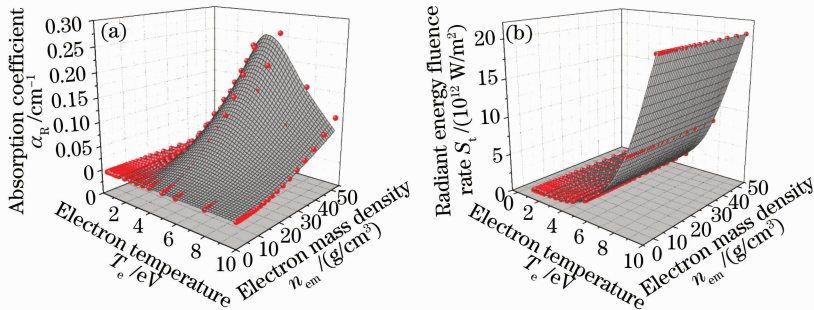 (a)
0.30
0.25
0.20
0.15
0.10
0.05
0
Absorption coefficient
α_R /cm⁻¹
0
2
4
6
8
10
Electron temperature
T_e /eV
0
10
20
30
40
50
Electron mass density
n_em /(g/cm³)
(b)
20
15
10
5
0
Radiant energy fluence
rate S_t /(10¹² W/m²)
0
2
4
6
8
10
Electron temperature
T_e /eV
0
10
20
30
40
50
Electron mass density
n_em /(g/cm³)